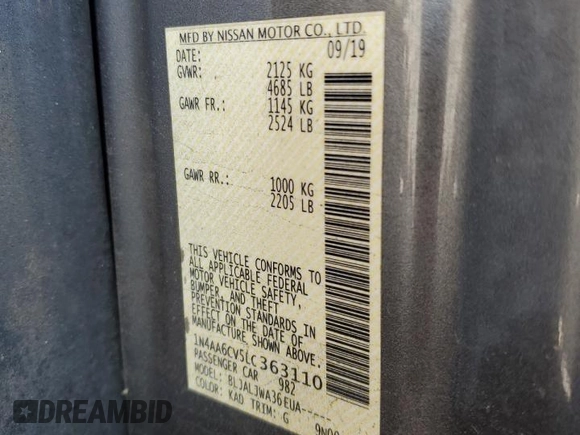 MFD BY NISSAN MOTOR CO., LTD.
DATE: 09/19
GVWR: 2125 KG
4685 LB
GAWR FR.: 1145 KG
2524 LB
GAWR RR.: 1000 KG
2205 LB
THIS VEHICLE CONFORMS TO
ALL APPLICABLE FEDERAL
MOTOR VEHICLE SAFETY,
BUMPER, AND THEFT
PREVENTION STANDARDS IN
EFFECT ON THE DATE OF
MANUFACTURE SHOWN ABOVE.
1N4AA6CV5LC363110
PASSENGER CAR 982
MODEL: BLJALJWA36EUA-----
COLOR: KAD TRIM: G
DREAMBID